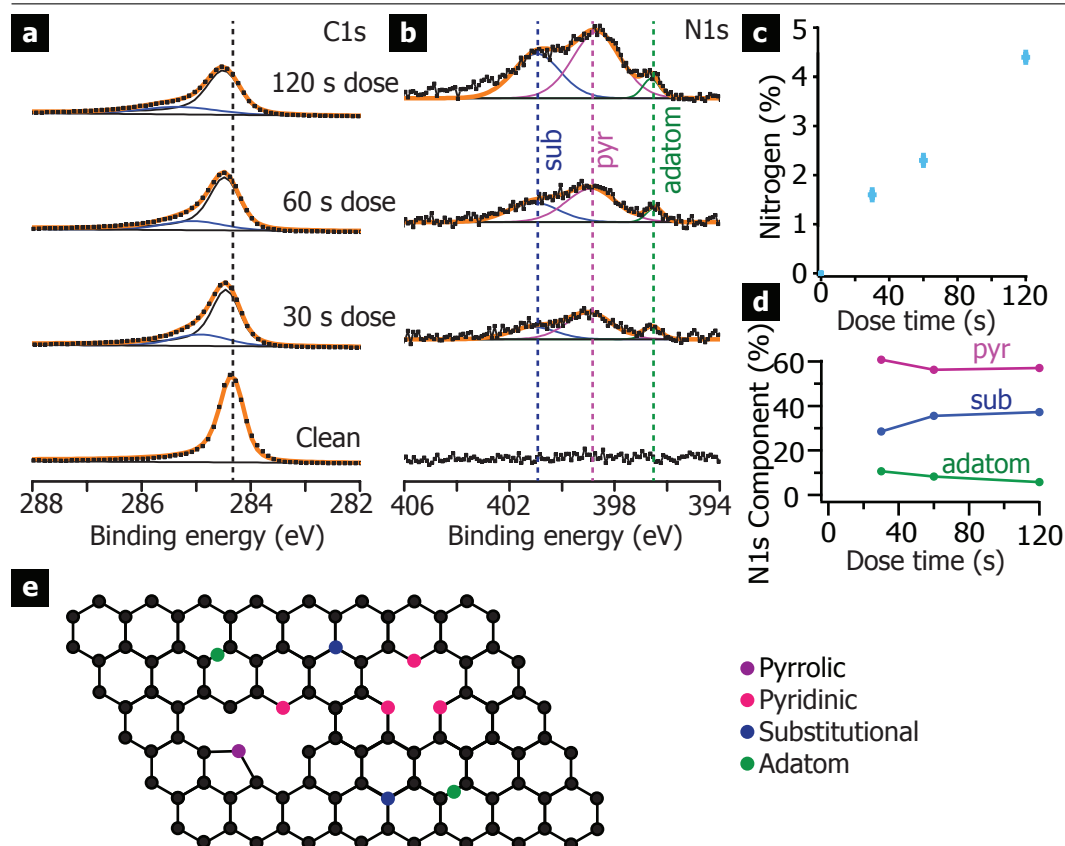 a
C1s
120 s dose
60 s dose
30 s dose
Clean
288
286
284
282
Binding energy (eV)
b
N1s
sub
pyr
adatom
406
402
398
394
Binding energy (eV)
c
Nitrogen (%)
5
4
3
2
1
0
0
40
80
120
Dose time (s)
d
N1s Component (%)
60
40
20
0
pyr
sub
adatom
0
40
80
120
Dose time (s)
e
Pyrrolic
Pyridinic
Substitutional
Adatom